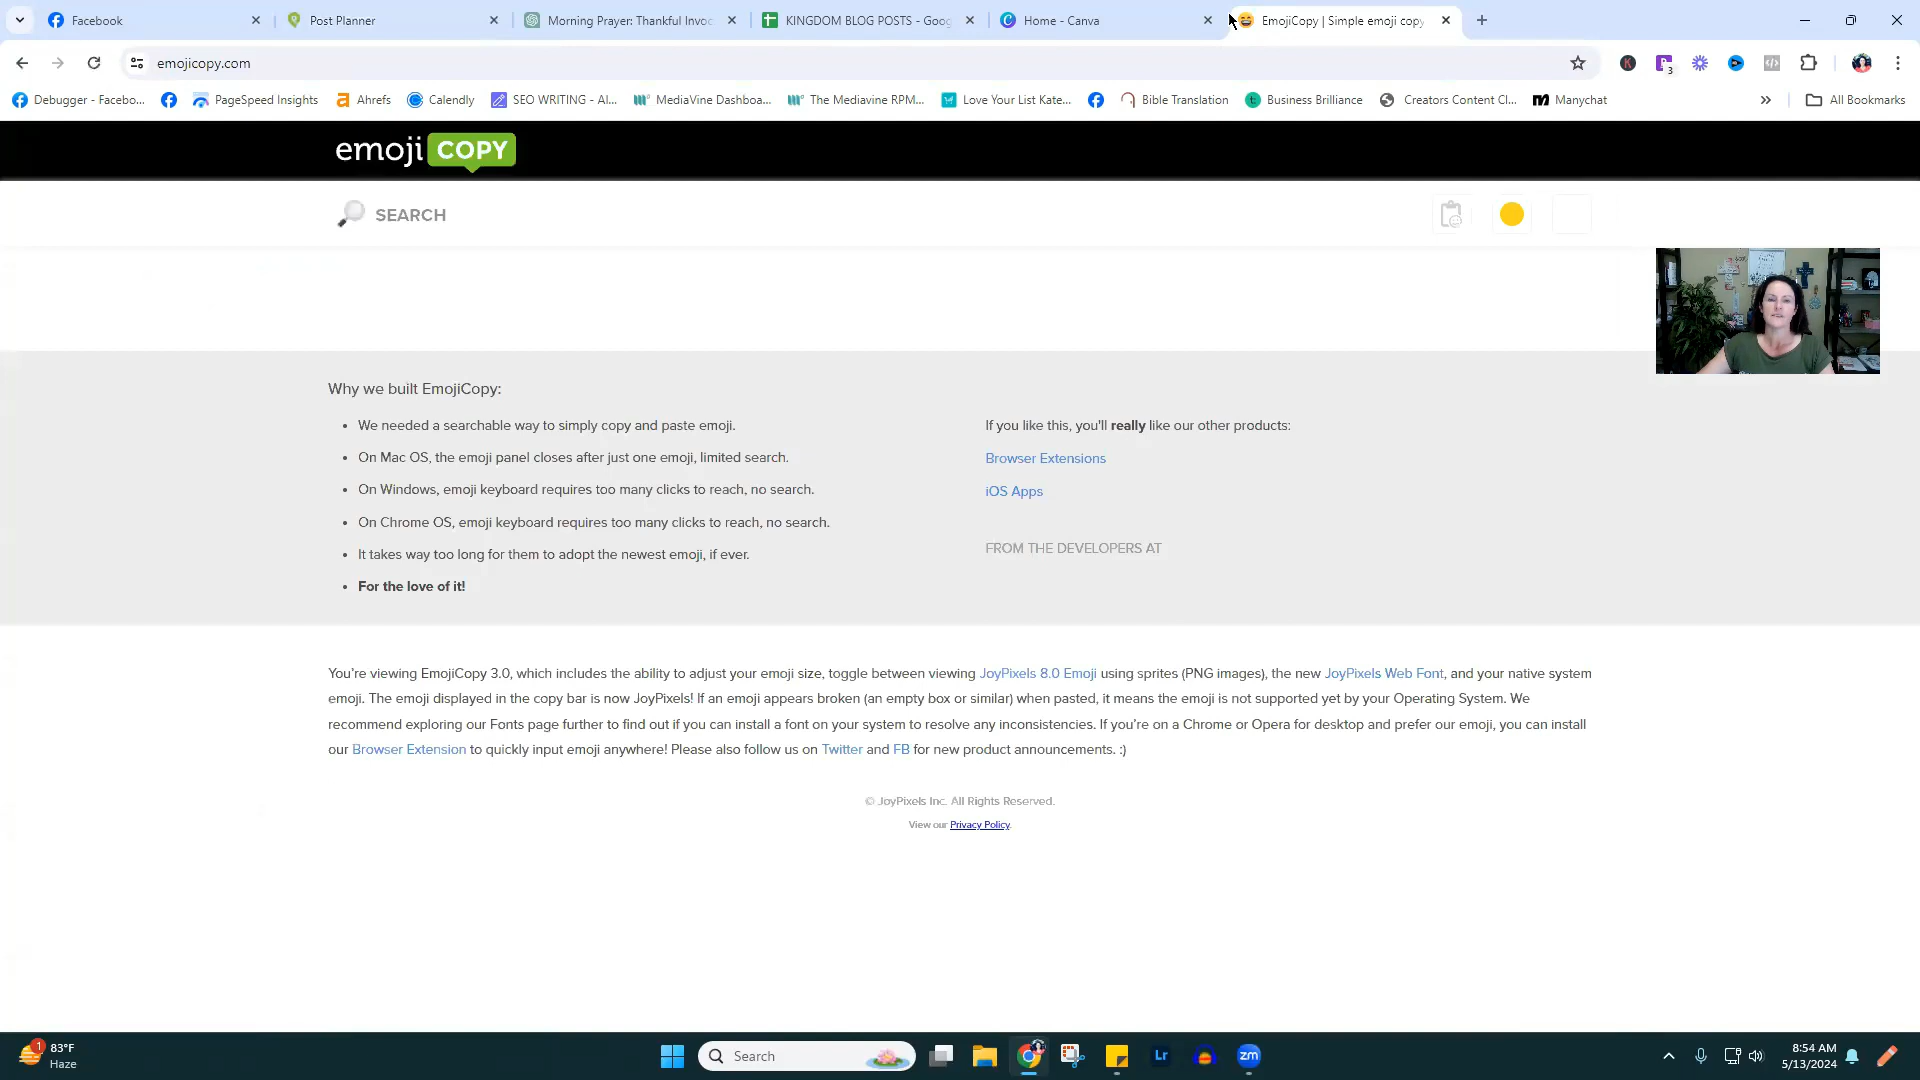 Facebook
Post Planner
Morning Prayer: Thankful Invoc
KINGDOM BLOG POSTS - Goog
Home - Canva
EmojiCopy | Simple emoji copy
emojicopy.com
3
Debugger - Facebo...
PageSpeed Insights
Ahrefs
Calendly
SEO WRITING - AI...
MediaVine Dashboa...
The Mediavine RPM...
Love Your List Kate...
Bible Translation
Business Brilliance
Creators Content Cl...
Manychat
All Bookmarks
emoji COPY
SEARCH
Why we built EmojiCopy:
• We needed a searchable way to simply copy and paste emoji.
• On Mac OS, the emoji panel closes after just one emoji, limited search.
• On Windows, emoji keyboard requires too many clicks to reach, no search.
• On Chrome OS, emoji keyboard requires too many clicks to reach, no search.
• It takes way too long for them to adopt the newest emoji, if ever.
• For the love of it!
If you like this, you'll really like our other products:
Browser Extensions
iOS Apps
FROM THE DEVELOPERS AT
You're viewing EmojiCopy 3.0, which includes the ability to adjust your emoji size, toggle between viewing JoyPixels 8.0 Emoji using sprites (PNG images), the new JoyPixels Web Font, and your native system
emoji. The emoji displayed in the copy bar is now JoyPixels! If an emoji appears broken (an empty box or similar) when pasted, it means the emoji is not supported yet by your Operating System. We
recommend exploring our Fonts page further to find out if you can install a font on your system to resolve any inconsistencies. If you're on a Chrome or Opera for desktop and prefer our emoji, you can install
our Browser Extension to quickly input emoji anywhere! Please also follow us on Twitter and FB for new product announcements. :)
© JoyPixels Inc. All Rights Reserved.
View our Privacy Policy.
1
83°F
Haze
Search
Lr
zm
8:54 AM
5/13/2024